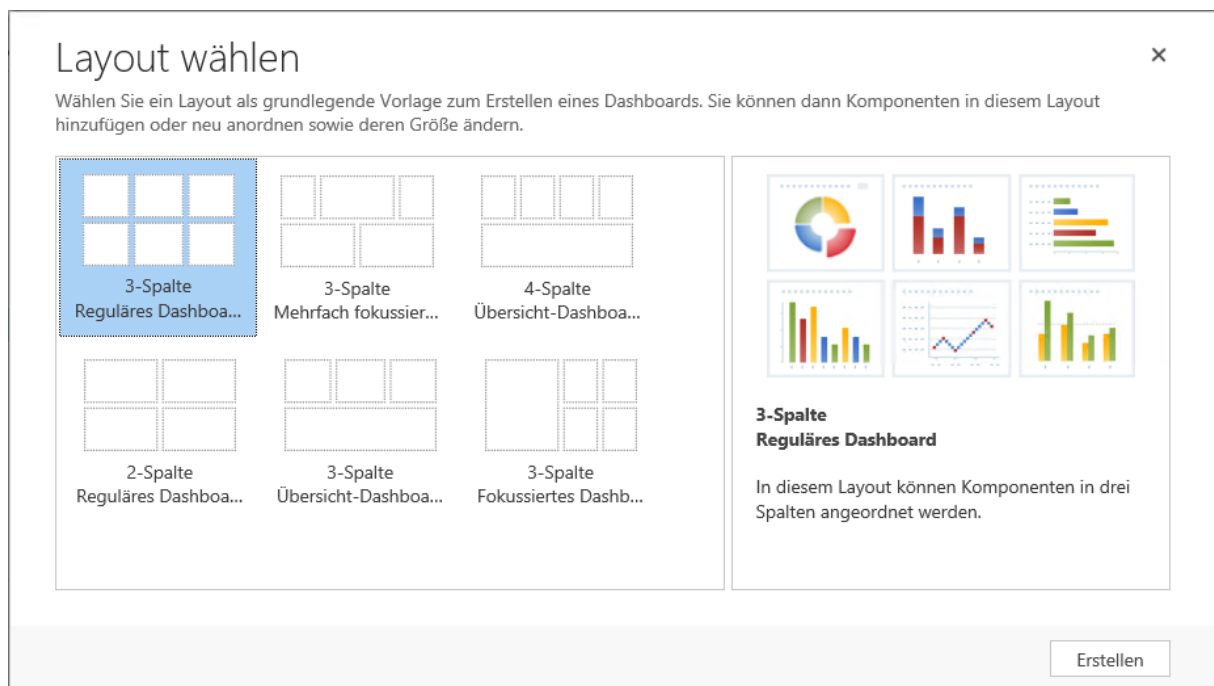 Layout wählen
Wählen Sie ein Layout als grundlegende Vorlage zum Erstellen eines Dashboards. Sie können dann Komponenten in diesem Layout
hinzufügen oder neu anordnen sowie deren Größe ändern.
3-Spalte
Reguläres Dashboa...
3-Spalte
Mehrfach fokussier...
4-Spalte
Übersicht-Dashboa...
2-Spalte
Reguläres Dashboa...
3-Spalte
Übersicht-Dashboa...
3-Spalte
Fokussiertes Dashb...
3-Spalte
Reguläres Dashboard
In diesem Layout können Komponenten in drei
Spalten angeordnet werden.
Erstellen